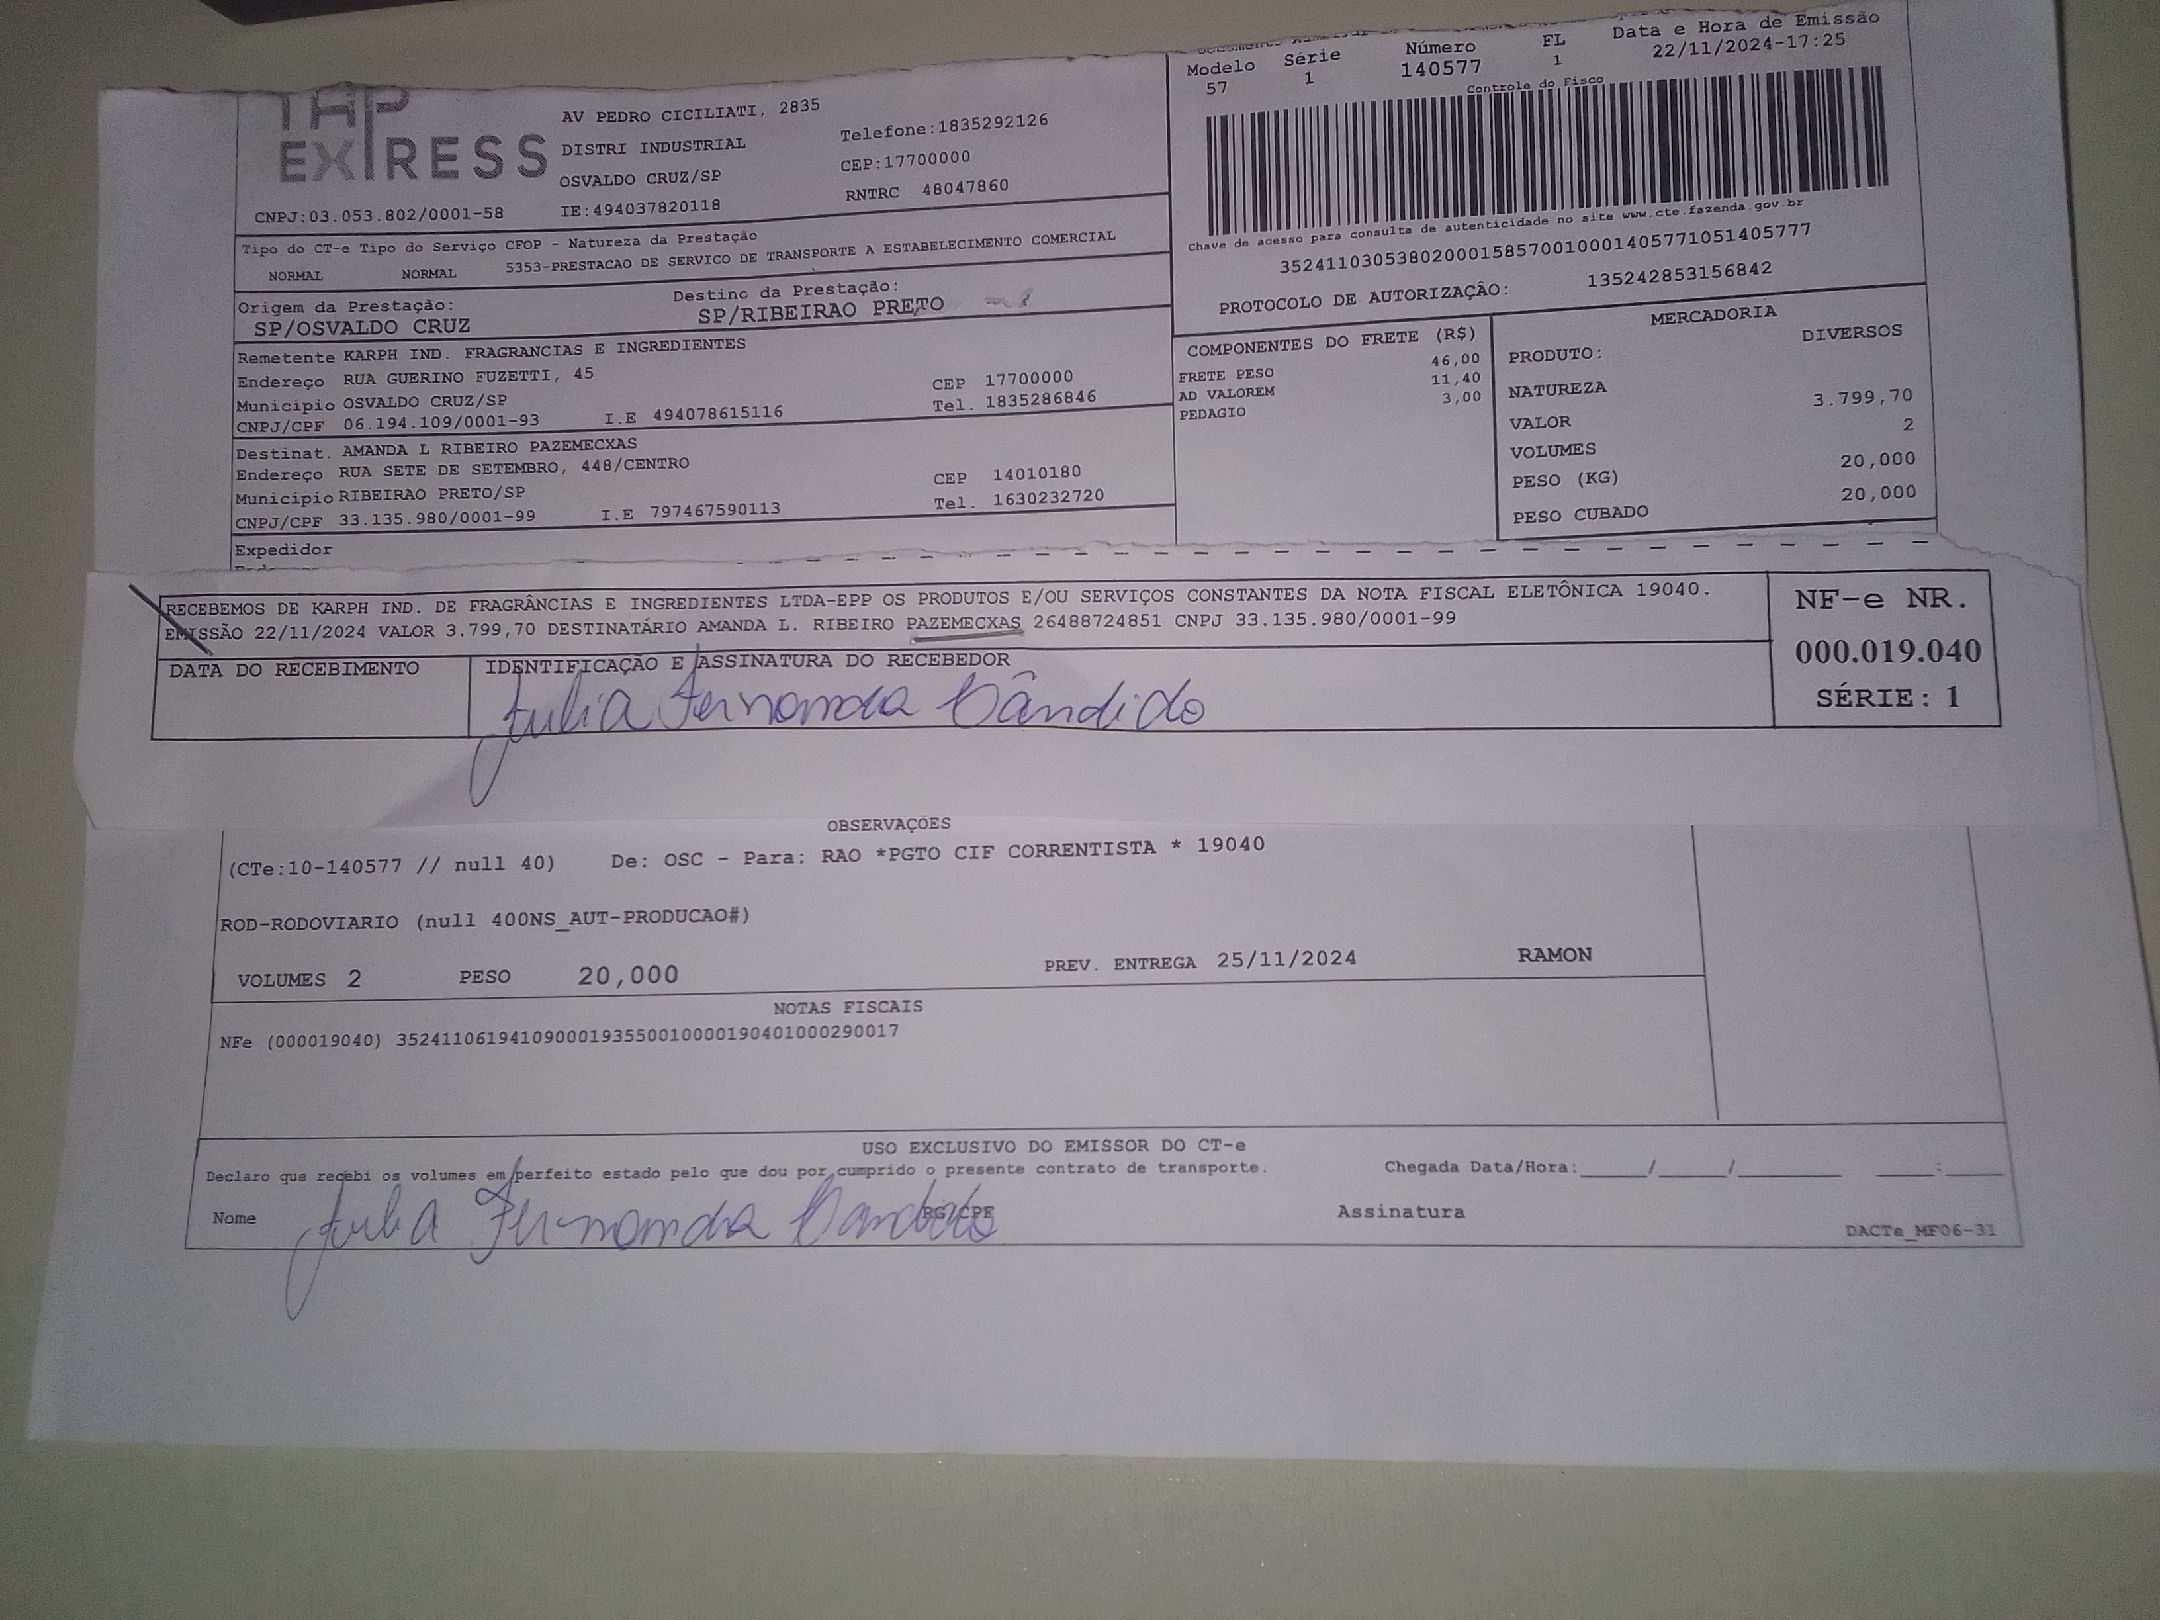 Modelo Série Número FL Data e Hora de Emissão
57 1 140577 1 22/11/2024-17:25
Controle do Fisco
TAP
EXPRESS
AV PEDRO CICILIATI, 2835
DISTRI INDUSTRIAL Telefone:1835292126
OSVALDO CRUZ/SP CEP:17700000
CNPJ:03.053.802/0001-58 IE:494037820118 RNTRC 48047860
Chave de acesso para consulta de autenticidade no site www.cte.fazenda.gov.br
35241103053802000158570010001405771051405777
PROTOCOLO DE AUTORIZAÇÃO: 135242853156842
Tipo do CT-e Tipo do Serviço CFOP - Natureza da Prestação
NORMAL NORMAL 5353-PRESTACAO DE SERVICO DE TRANSPORTE A ESTABELECIMENTO COMERCIAL
Origem da Prestação: Destino da Prestação:
SP/OSVALDO CRUZ SP/RIBEIRAO PRETO
Remetente KARPH IND. FRAGRANCIAS E INGREDIENTES
Endereço RUA GUERINO FUZETTI, 45 CEP 17700000
Município OSVALDO CRUZ/SP Tel. 1835286846
CNPJ/CPF 06.194.109/0001-93 I.E 494078615116
Destinat. AMANDA L RIBEIRO PAZEMECXAS
Endereço RUA SETE DE SETEMBRO, 448/CENTRO CEP 14010180
Município RIBEIRAO PRETO/SP Tel. 1630232720
CNPJ/CPF 33.135.980/0001-99 I.E 797467590113
Expedidor
COMPONENTES DO FRETE (R$)
FRETE PESO 46,00
AD VALOREM 11,40
PEDAGIO 3,00
MERCADORIA
PRODUTO: DIVERSOS
NATUREZA
VALOR 3.799,70
VOLUMES 2
PESO (KG) 20,000
PESO CUBADO 20,000
RECEBEMOS DE KARPH IND. DE FRAGRÂNCIAS E INGREDIENTES LTDA-EPP OS PRODUTOS E/OU SERVIÇOS CONSTANTES DA NOTA FISCAL ELETÔNICA 19040.
EMISSÃO 22/11/2024 VALOR 3.799,70 DESTINATÁRIO AMANDA L. RIBEIRO PAZEMECXAS 26488724851 CNPJ 33.135.980/0001-99
DATA DO RECEBIMENTO IDENTIFICAÇÃO E ASSINATURA DO RECEBEDOR
Julia Fernanda Cândido
NF-e NR.
000.019.040
SÉRIE: 1
OBSERVAÇÕES
(CTe:10-140577 // null 40) De: OSC - Para: RAO *PGTO CIF CORRENTISTA * 19040
ROD-RODOVIARIO (null 400NS_AUT-PRODUCAO#)
VOLUMES 2 PESO 20,000 PREV. ENTREGA 25/11/2024 RAMON
NOTAS FISCAIS
NFe (000019040) 35241106194109000193550010000190401000290017
USO EXCLUSIVO DO EMISSOR DO CT-e
Declaro que recebi os volumes em perfeito estado pelo que dou por cumprido o presente contrato de transporte. Chegada Data/Hora:_____/_____/________ ____:____
Nome Julia Fernanda Candido RG/CPF Assinatura
DACTe_MF06-31